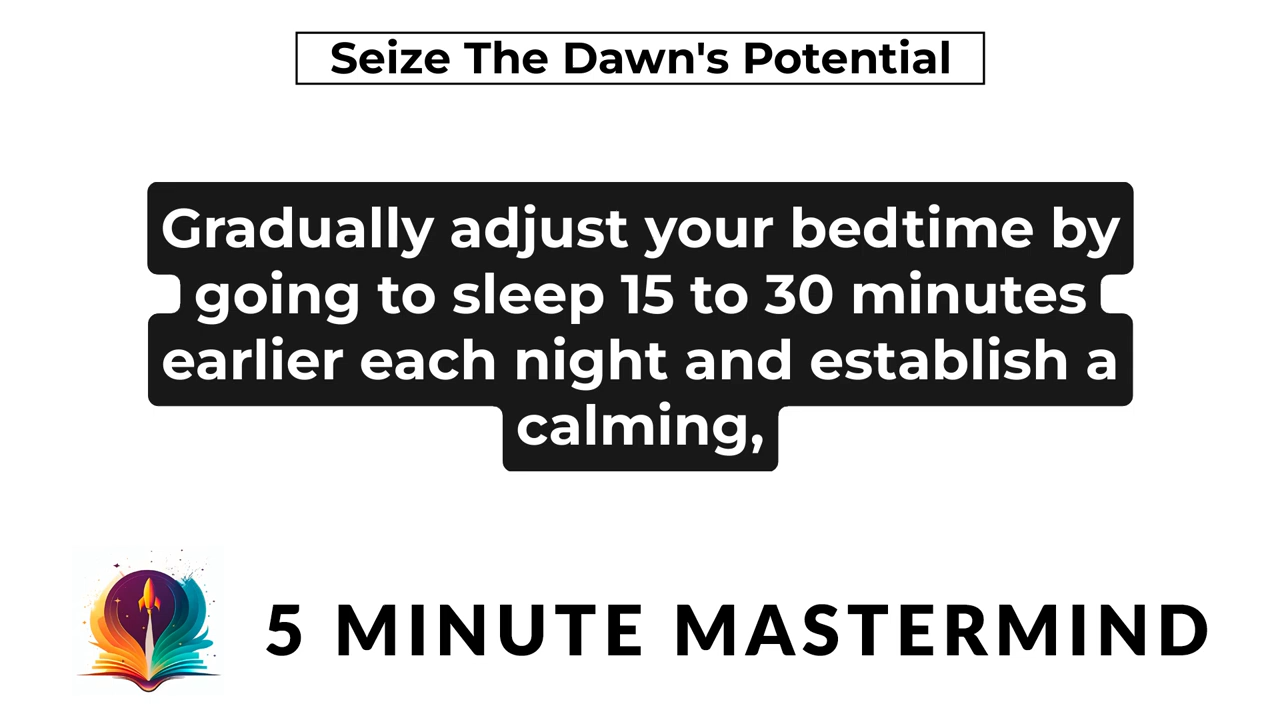 Seize The Dawn's Potential
Gradually adjust your bedtime by
going to sleep 15 to 30 minutes
earlier each night and establish a
calming,
5 MINUTE MASTERMIND